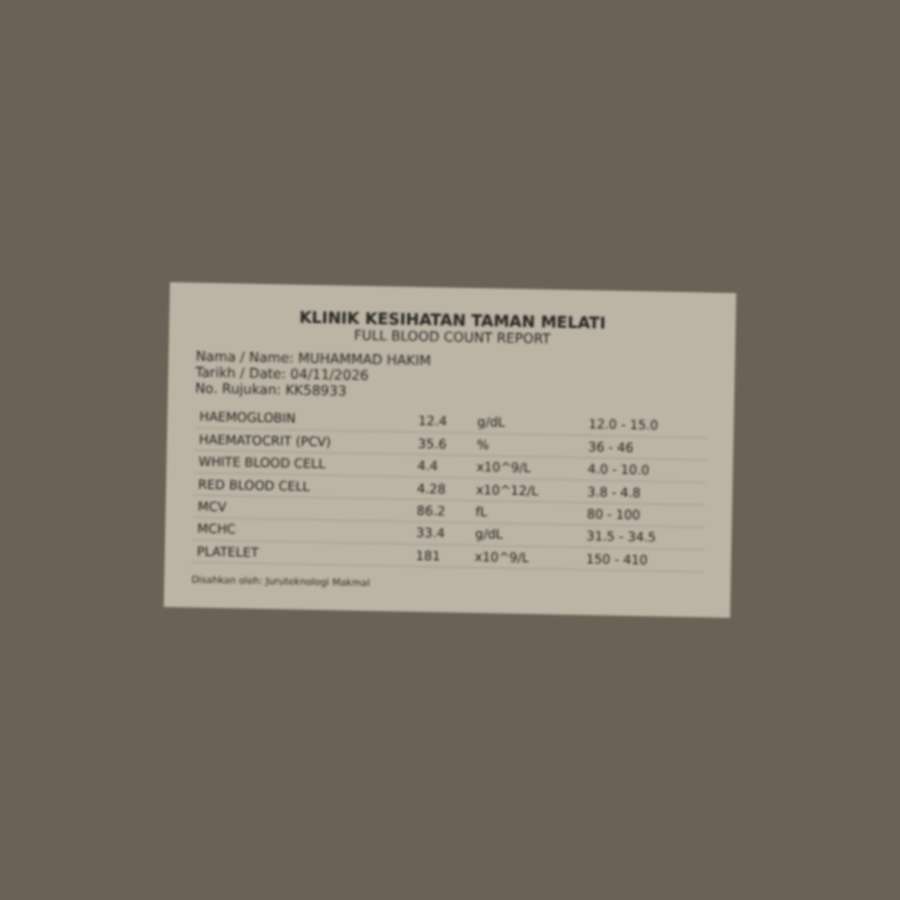 KLINIK KESIHATAN TAMAN MELATI
FULL BLOOD COUNT REPORT
Nama / Name: MUHAMMAD HAKIM
Tarikh / Date: 04/11/2026
No. Rujukan: KK58933
HAEMOGLOBIN 12.4 g/dL 12.0 - 15.0
HAEMATOCRIT (PCV) 35.6 % 36 - 46
WHITE BLOOD CELL 4.4 x10^9/L 4.0 - 10.0
RED BLOOD CELL 4.28 x10^12/L 3.8 - 4.8
MCV 86.2 fL 80 - 100
MCHC 33.4 g/dL 31.5 - 34.5
PLATELET 181 x10^9/L 150 - 410
Disahkan oleh: Juruteknologi Makmal